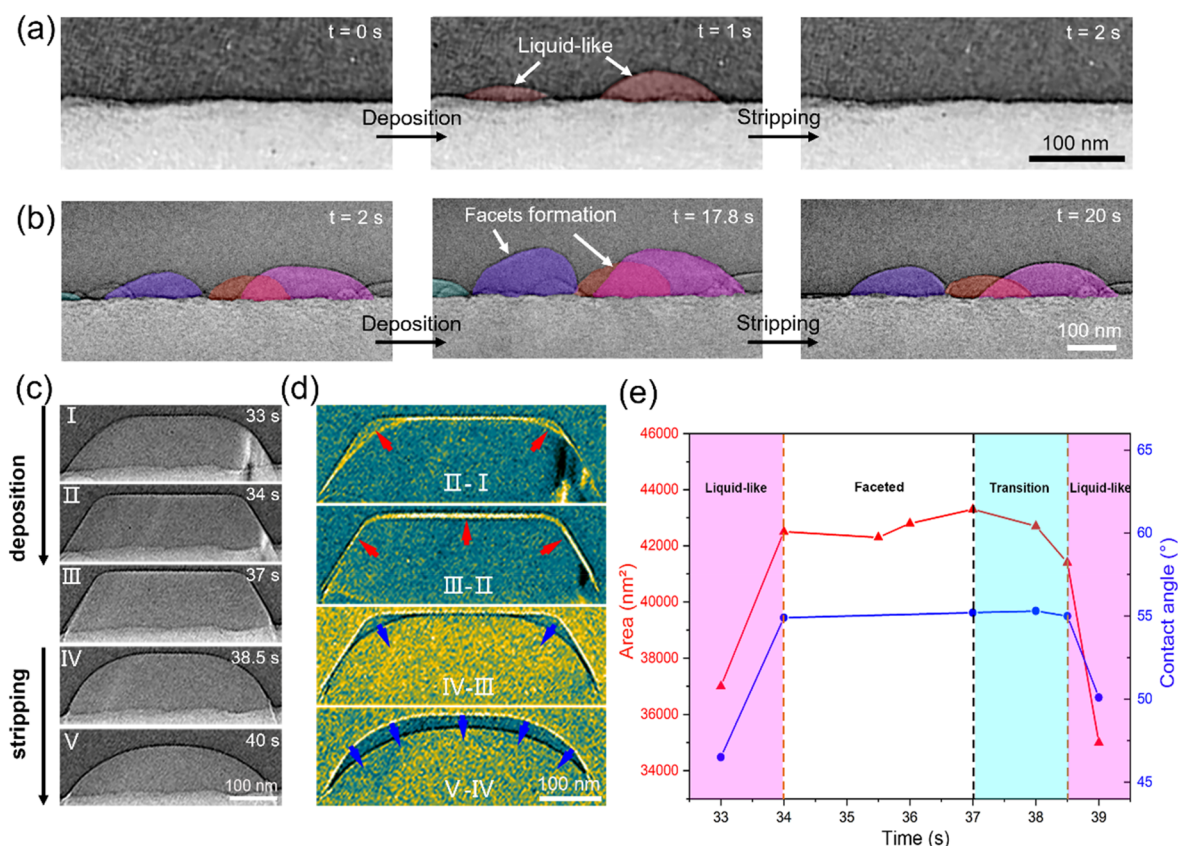 (a)
t = 0 s
t = 1 s
t = 2 s
Liquid-like
Deposition
Stripping
100 nm
(b)
t = 2 s
Facets formation
t = 17.8 s
t = 20 s
Deposition
Stripping
100 nm
(c)
deposition
stripping
I
33 s
II
34 s
III
37 s
IV
38.5 s
V
40 s
100 nm
(d)
II-I
III-II
IV-III
V-IV
100 nm
(e)
Area (nm²)
46000
44000
42000
40000
38000
36000
34000
Liquid-like
Faceted
Transition
Liquid-like
65
60
55
50
45
Contact angle (°)
33
34
35
36
37
38
39
Time (s)